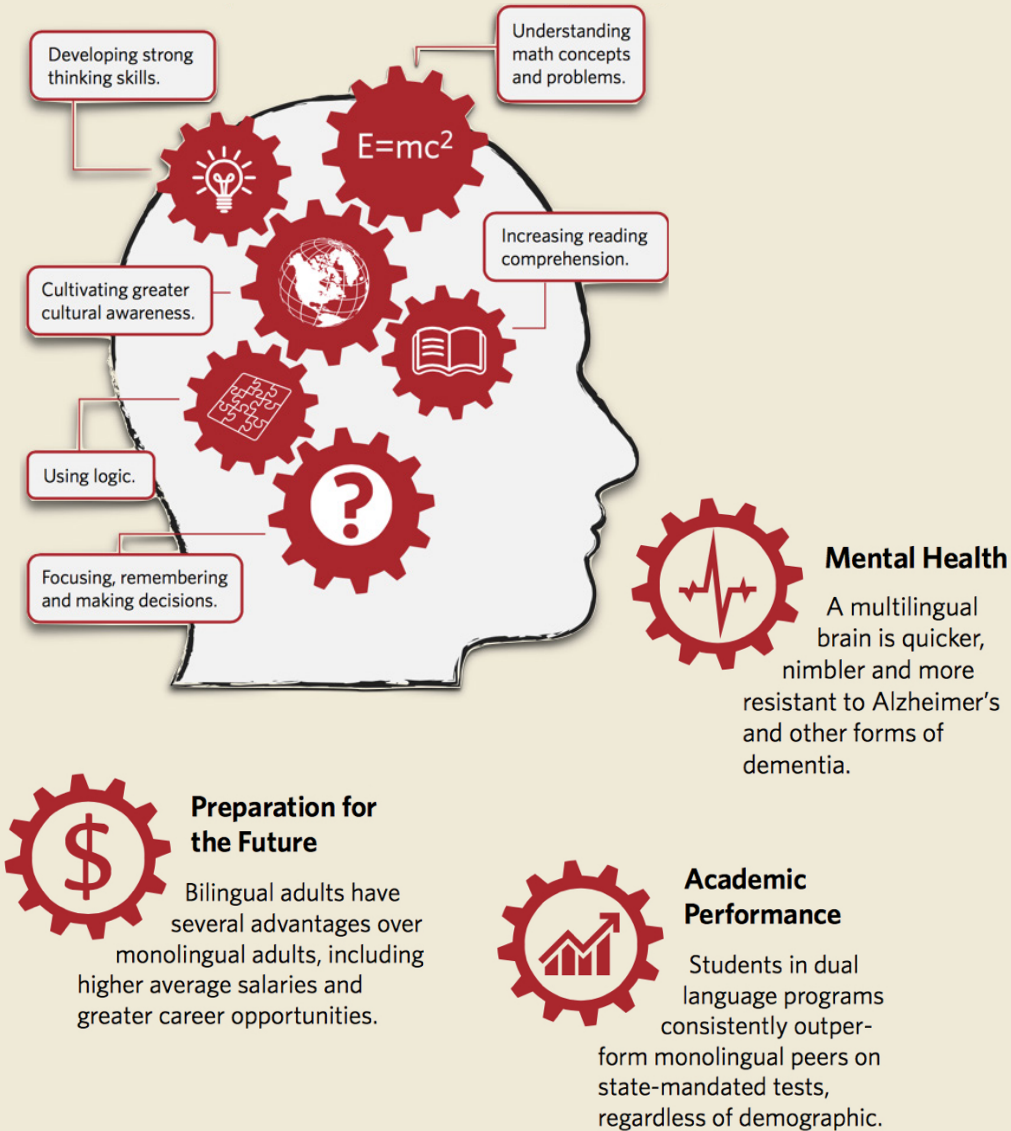 Developing strong
thinking skills.
Understanding
math concepts
and problems.
E=mc²
Increasing reading
comprehension.
Cultivating greater
cultural awareness.
Using logic.
?
Focusing, remembering
and making decisions.
Mental Health
A multilingual
brain is quicker,
nimbler and more
resistant to Alzheimer's
and other forms of
dementia.
$
Preparation for
the Future
Bilingual adults have
several advantages over
monolingual adults, including
higher average salaries and
greater career opportunities.
Academic
Performance
Students in dual
language programs
consistently outper-
form monolingual peers on
state-mandated tests,
regardless of demographic.